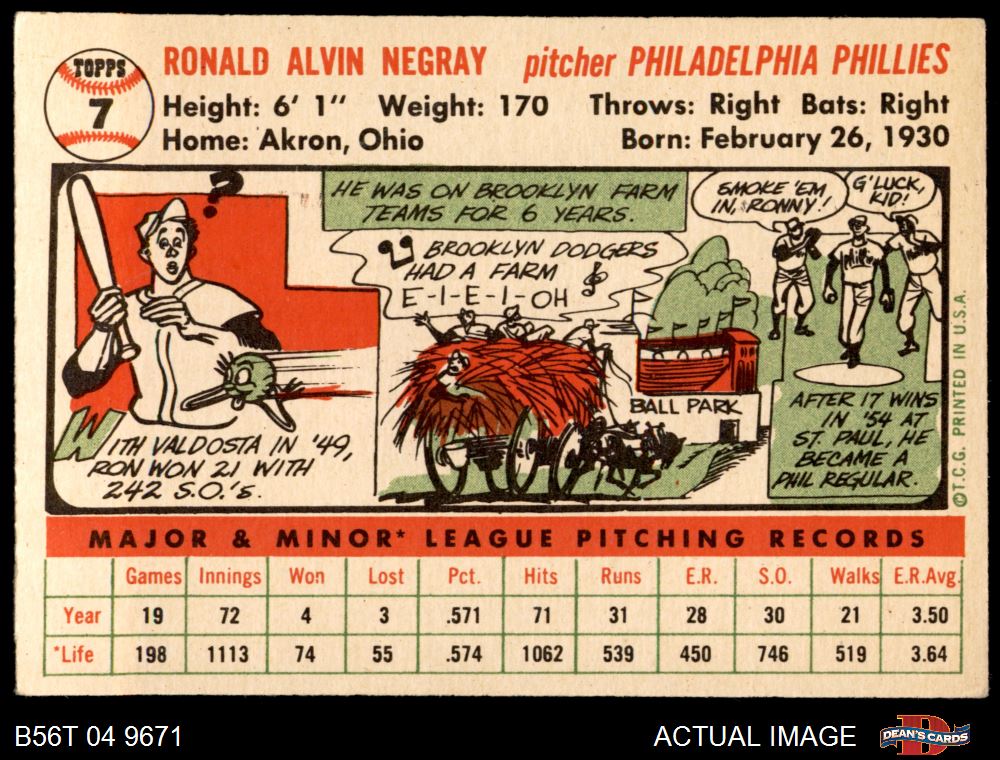 TOPPS
7
RONALD ALVIN NEGRAY pitcher PHILADELPHIA PHILLIES
Height: 6' 1" Weight: 170 Throws: Right Bats: Right
Home: Akron, Ohio Born: February 26, 1930
?
WITH VALDOSTA IN '49,
RON WON 21 WITH
242 S.O.'s.
HE WAS ON BROOKLYN FARM
TEAMS FOR 6 YEARS.
BROOKLYN DODGERS
HAD A FARM
E-I-E-I-OH
BALL PARK
SMOKE 'EM
IN, RONNY!
G'LUCK,
KID!
Phillies
AFTER 17 WINS
IN '54 AT
ST. PAUL, HE
BECAME A
PHIL REGULAR.
©T.C.G. PRINTED IN U.S.A.
MAJOR & MINOR* LEAGUE PITCHING RECORDS
Games Innings Won Lost Pct. Hits Runs E.R. S.O. Walks E.R.Avg.
Year 19 72 4 3 .571 71 31 28 30 21 3.50
*Life 198 1113 74 55 .574 1062 539 450 746 519 3.64
B56T 04 9671 ACTUAL IMAGE
D
DEAN'S CARDS